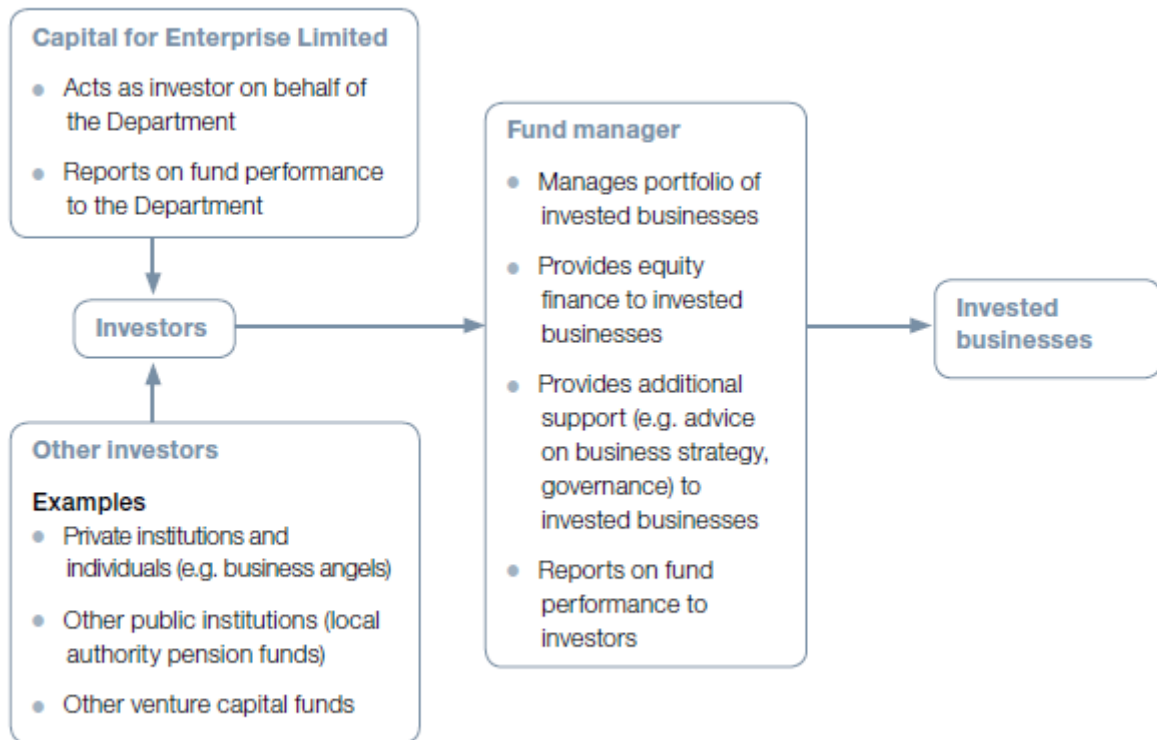 Capital for Enterprise Limited
● Acts as investor on behalf of
the Department
● Reports on fund performance
to the Department
Investors
Other investors
Examples
● Private institutions and
individuals (e.g. business angels)
● Other public institutions (local
authority pension funds)
● Other venture capital funds
Fund manager
● Manages portfolio of
invested businesses
● Provides equity
finance to invested
businesses
● Provides additional
support (e.g. advice
on business strategy,
governance) to
invested businesses
● Reports on fund
performance to
investors
Invested
businesses